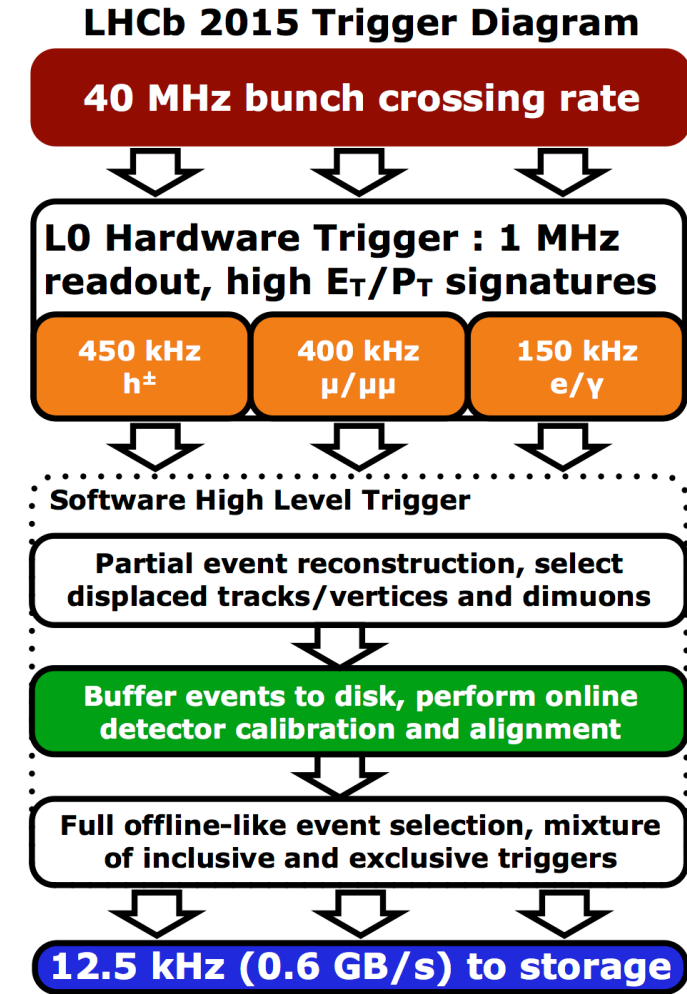 LHCb 2015 Trigger Diagram
40 MHz bunch crossing rate
L0 Hardware Trigger : 1 MHz
readout, high Eᴛ/Pᴛ signatures
450 kHz
h±
400 kHz
μ/μμ
150 kHz
e/γ
Software High Level Trigger
Partial event reconstruction, select
displaced tracks/vertices and dimuons
Buffer events to disk, perform online
detector calibration and alignment
Full offline-like event selection, mixture
of inclusive and exclusive triggers
12.5 kHz (0.6 GB/s) to storage